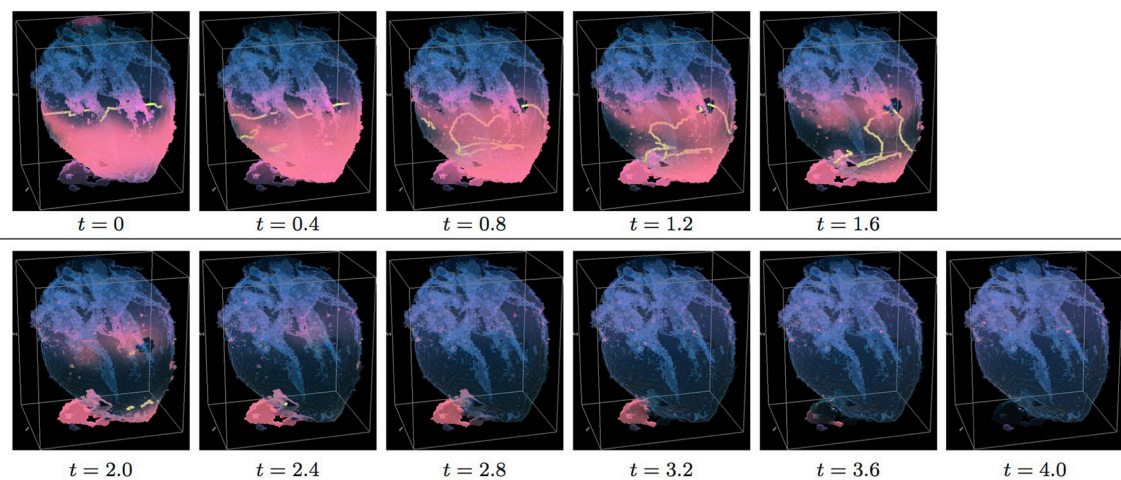 t = 0 t = 0.4 t = 0.8 t = 1.2 t = 1.6
t = 2.0 t = 2.4 t = 2.8 t = 3.2 t = 3.6 t = 4.0